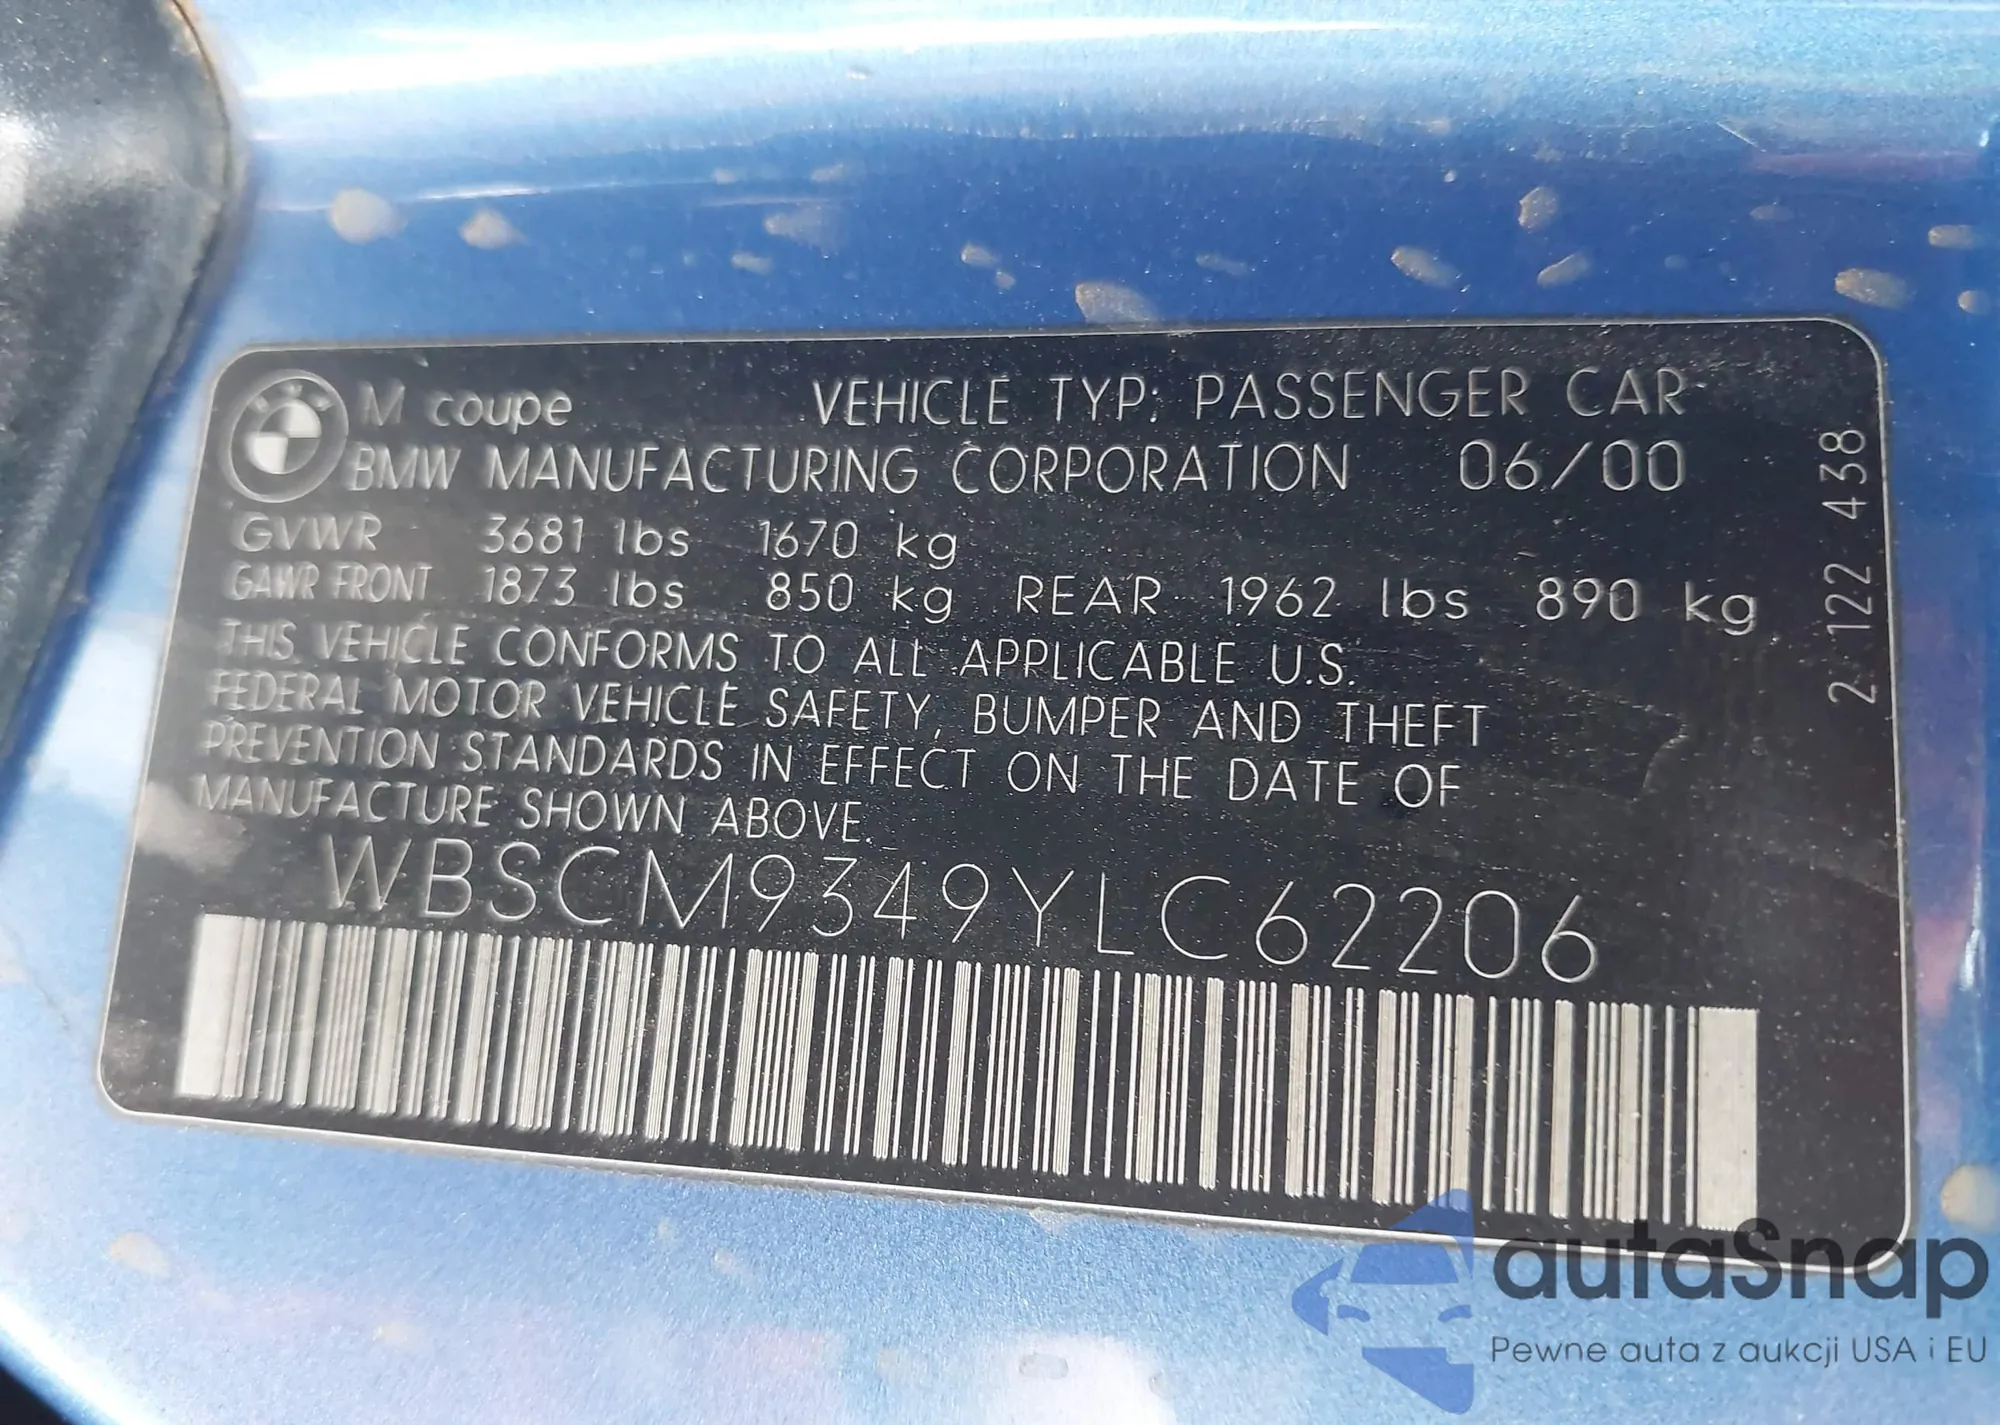 M coupe VEHICLE TYP: PASSENGER CAR
BMW MANUFACTURING CORPORATION 06/00
GVWR 3681 lbs 1670 kg
GAWR FRONT 1873 lbs 850 kg REAR 1962 lbs 890 kg
THIS VEHICLE CONFORMS TO ALL APPLICABLE U.S.
FEDERAL MOTOR VEHICLE SAFETY, BUMPER AND THEFT
PREVENTION STANDARDS IN EFFECT ON THE DATE OF
MANUFACTURE SHOWN ABOVE.
WBSCM9349YLC62206
2 122 438
autaSnap
Pewne auta z aukcji USA i EU